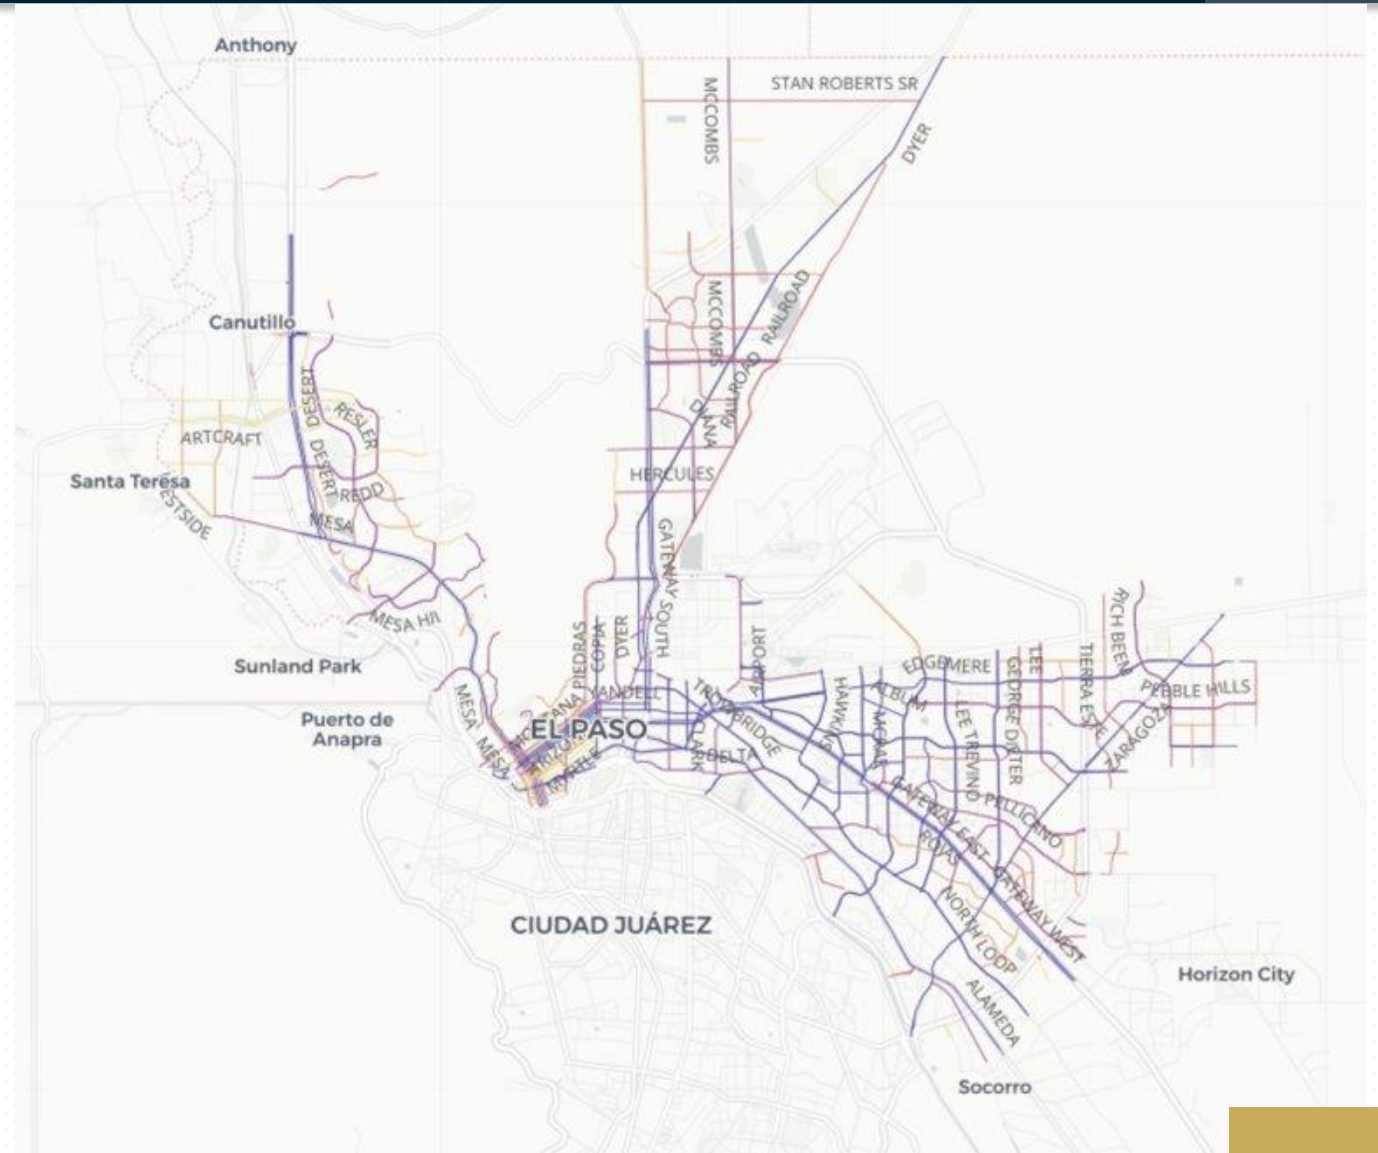 Anthony
STAN ROBERTS SR
MCCOMBS
DYER
Canutillo
MCCOMBS
RAILROAD
RAILROAD
DESERT
RESLER
DIANA
ARTCRAFT
DESERT
HERCULES
Santa Teresa
REDD
MESA
GATEWAY SOUTH
MESA HII
PIEDRAS
COPIA
DYER
AIRPORT
Sunland Park
EDGEMERE
GEORGE DIETER
LEE
TIERRA ESTE
RICH BEEM
PEBBLE HILLS
YANDELL
TROWBRIDGE
HAWKINS
ALBUM
MCRAE
LEE TREVINO
ZARAGOZA
Puerto de
Anapra
MESA
MESA
EL PASO
DELTA
GATEWAY EAST
PELLICANO
ROJAS
GATEWAY WEST
NORTH LOOP
CIUDAD JUÁREZ
Horizon City
ALAMEDA
Socorro